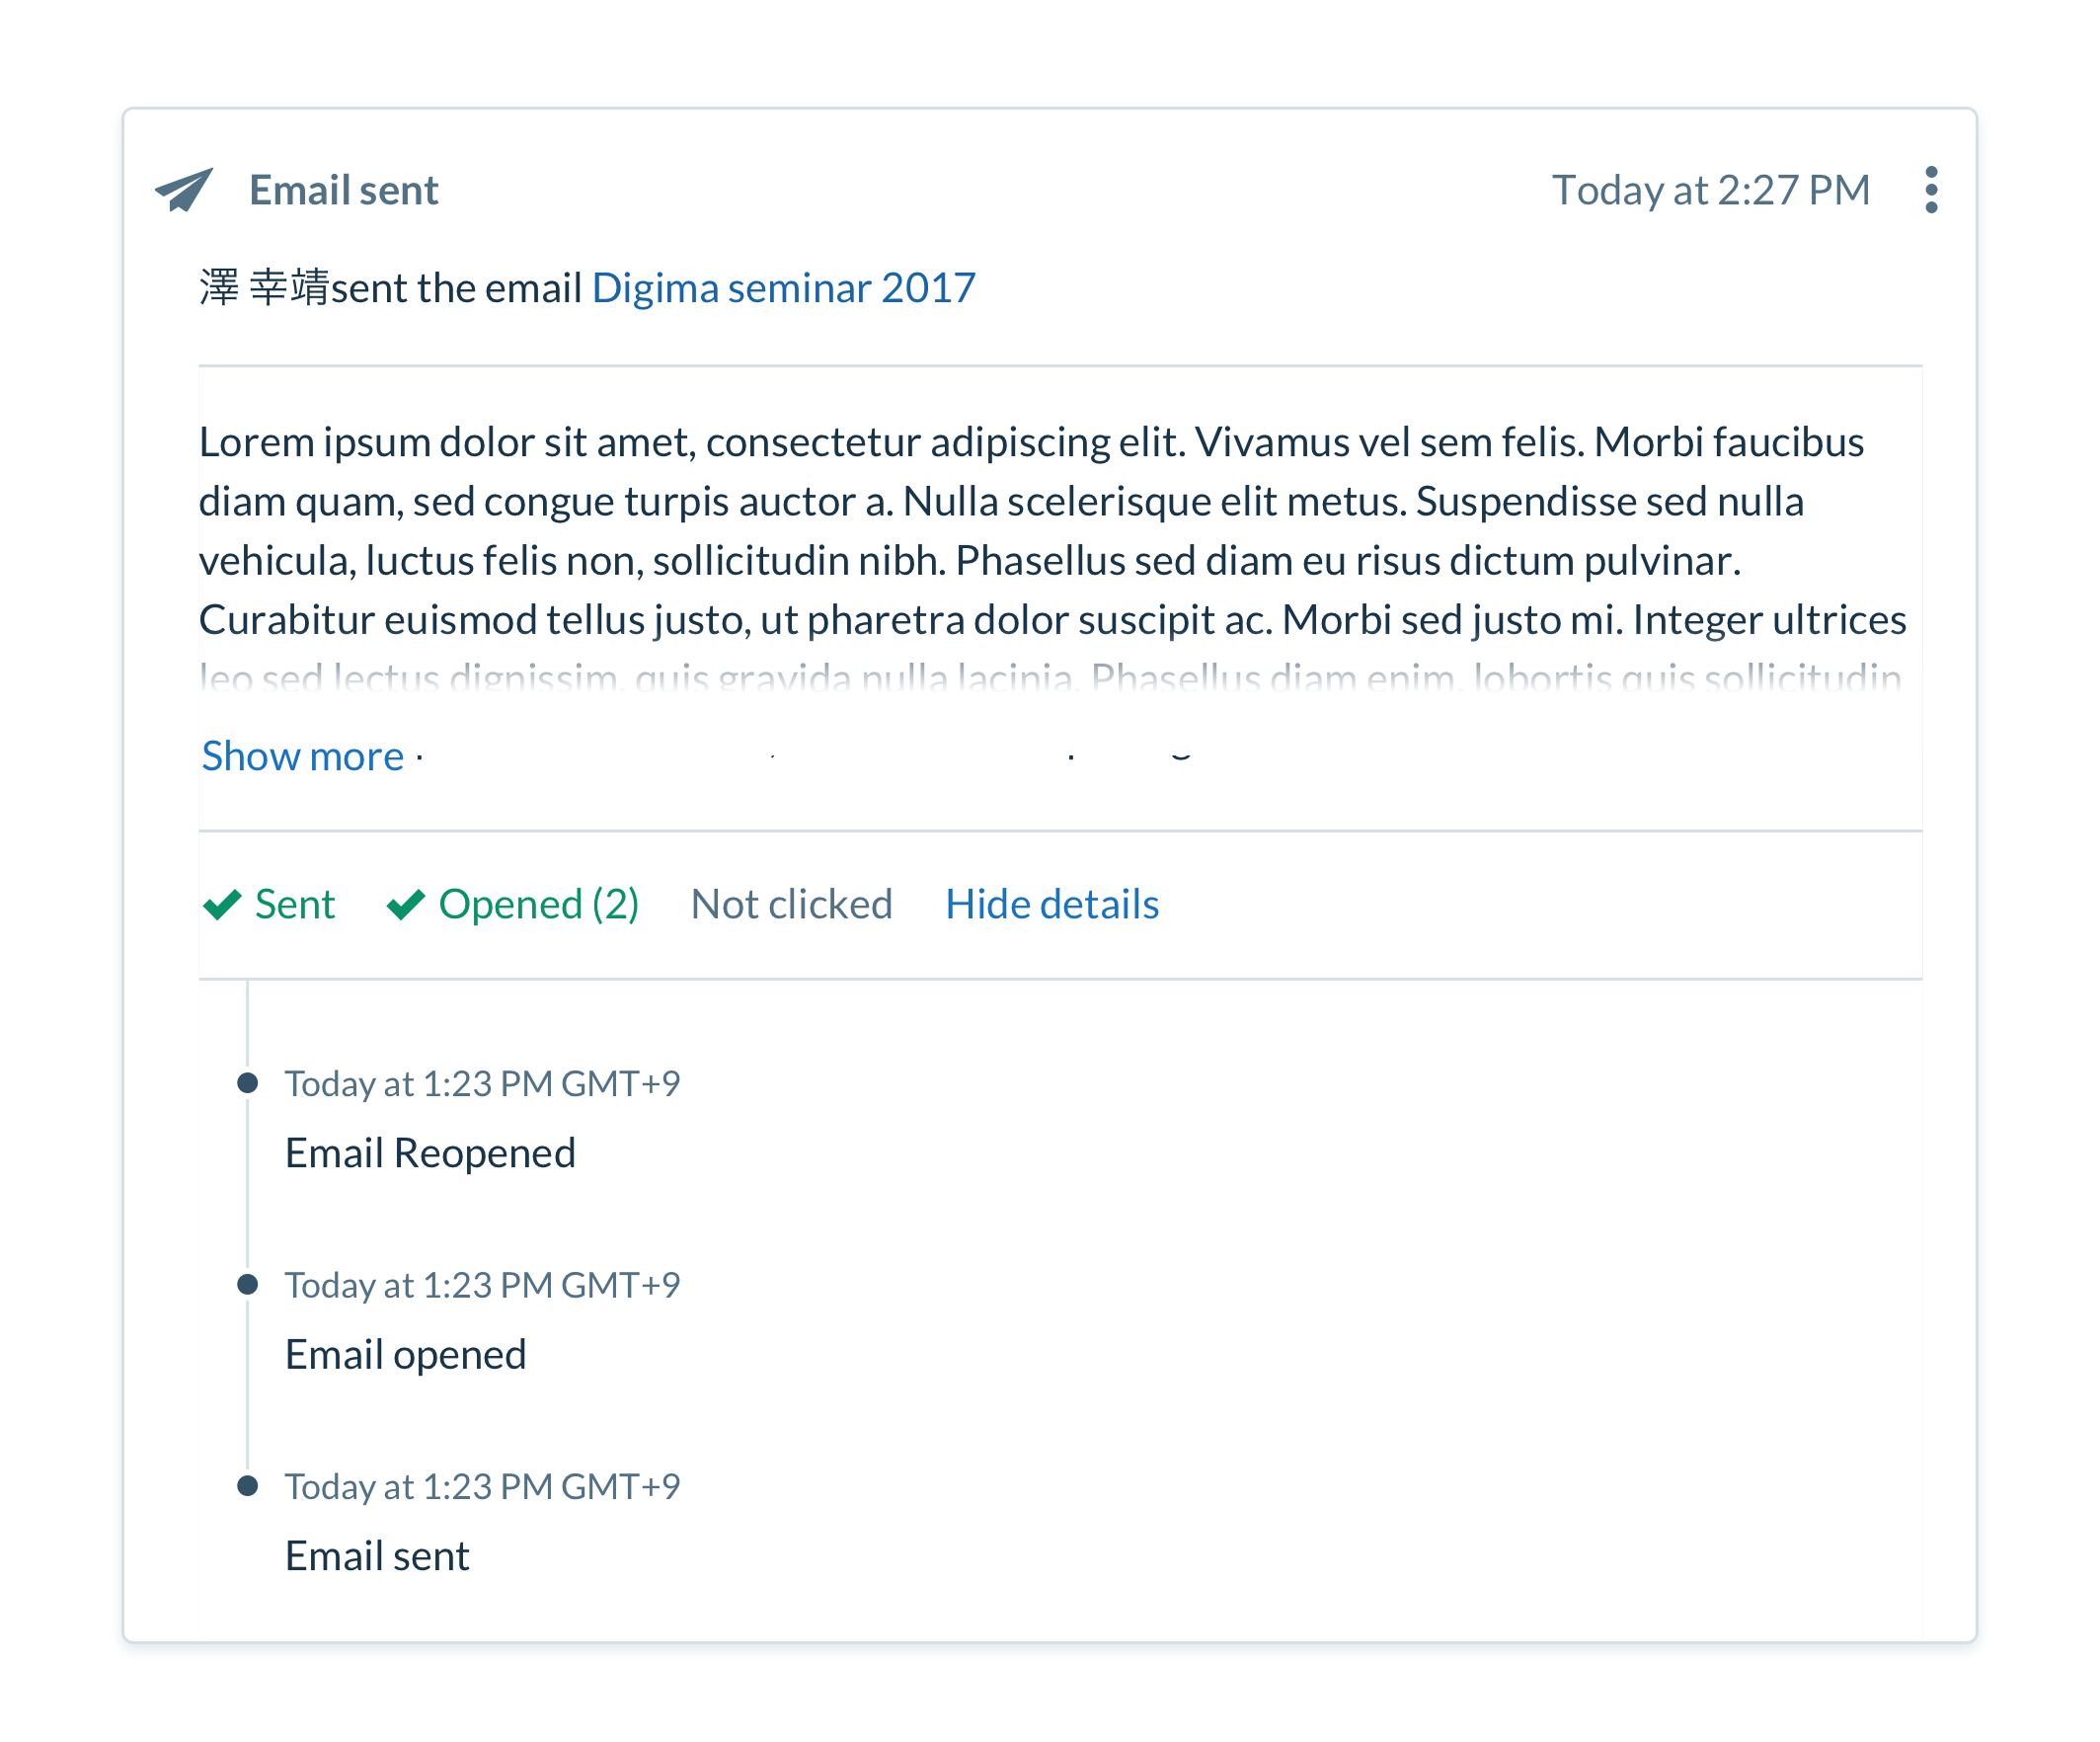 Email sent
Today at 2:27 PM
澤 幸靖sent the email Digima seminar 2017
Lorem ipsum dolor sit amet, consectetur adipiscing elit. Vivamus vel sem felis. Morbi faucibus
diam quam, sed congue turpis auctor a. Nulla scelerisque elit metus. Suspendisse sed nulla
vehicula, luctus felis non, sollicitudin nibh. Phasellus sed diam eu risus dictum pulvinar.
Curabitur euismod tellus justo, ut pharetra dolor suscipit ac. Morbi sed justo mi. Integer ultrices
leo sed lectus dignissim, quis gravida nulla lacinia. Phasellus diam enim, lobortis quis sollicitudin
Show more
Sent Opened (2) Not clicked Hide details
Today at 1:23 PM GMT+9
Email Reopened
Today at 1:23 PM GMT+9
Email opened
Today at 1:23 PM GMT+9
Email sent